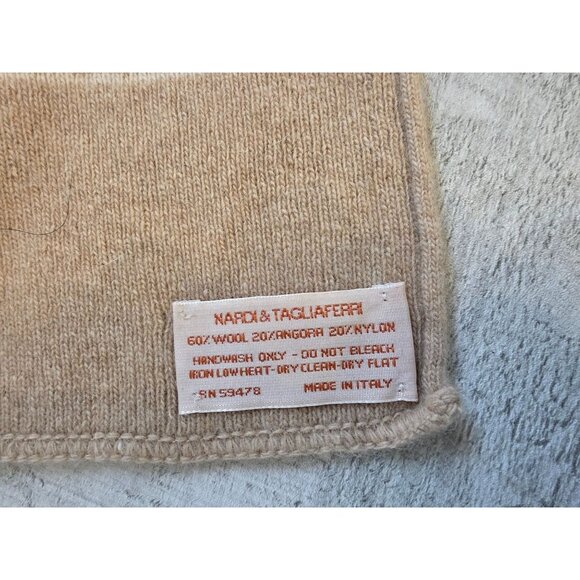 NARDI & TAGLIAFERRI
60% WOOL 20% ANGORA 20% NYLON
HANDWASH ONLY - DO NOT BLEACH
IRON LOW HEAT-DRY CLEAN-DRY FLAT
RN 59478 MADE IN ITALY